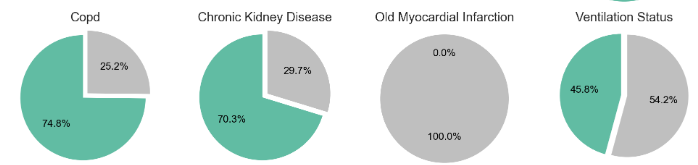 Copd
Chronic Kidney Disease
Old Myocardial Infarction
Ventilation Status
25.2%
74.8%
29.7%
70.3%
0.0%
100.0%
45.8%
54.2%